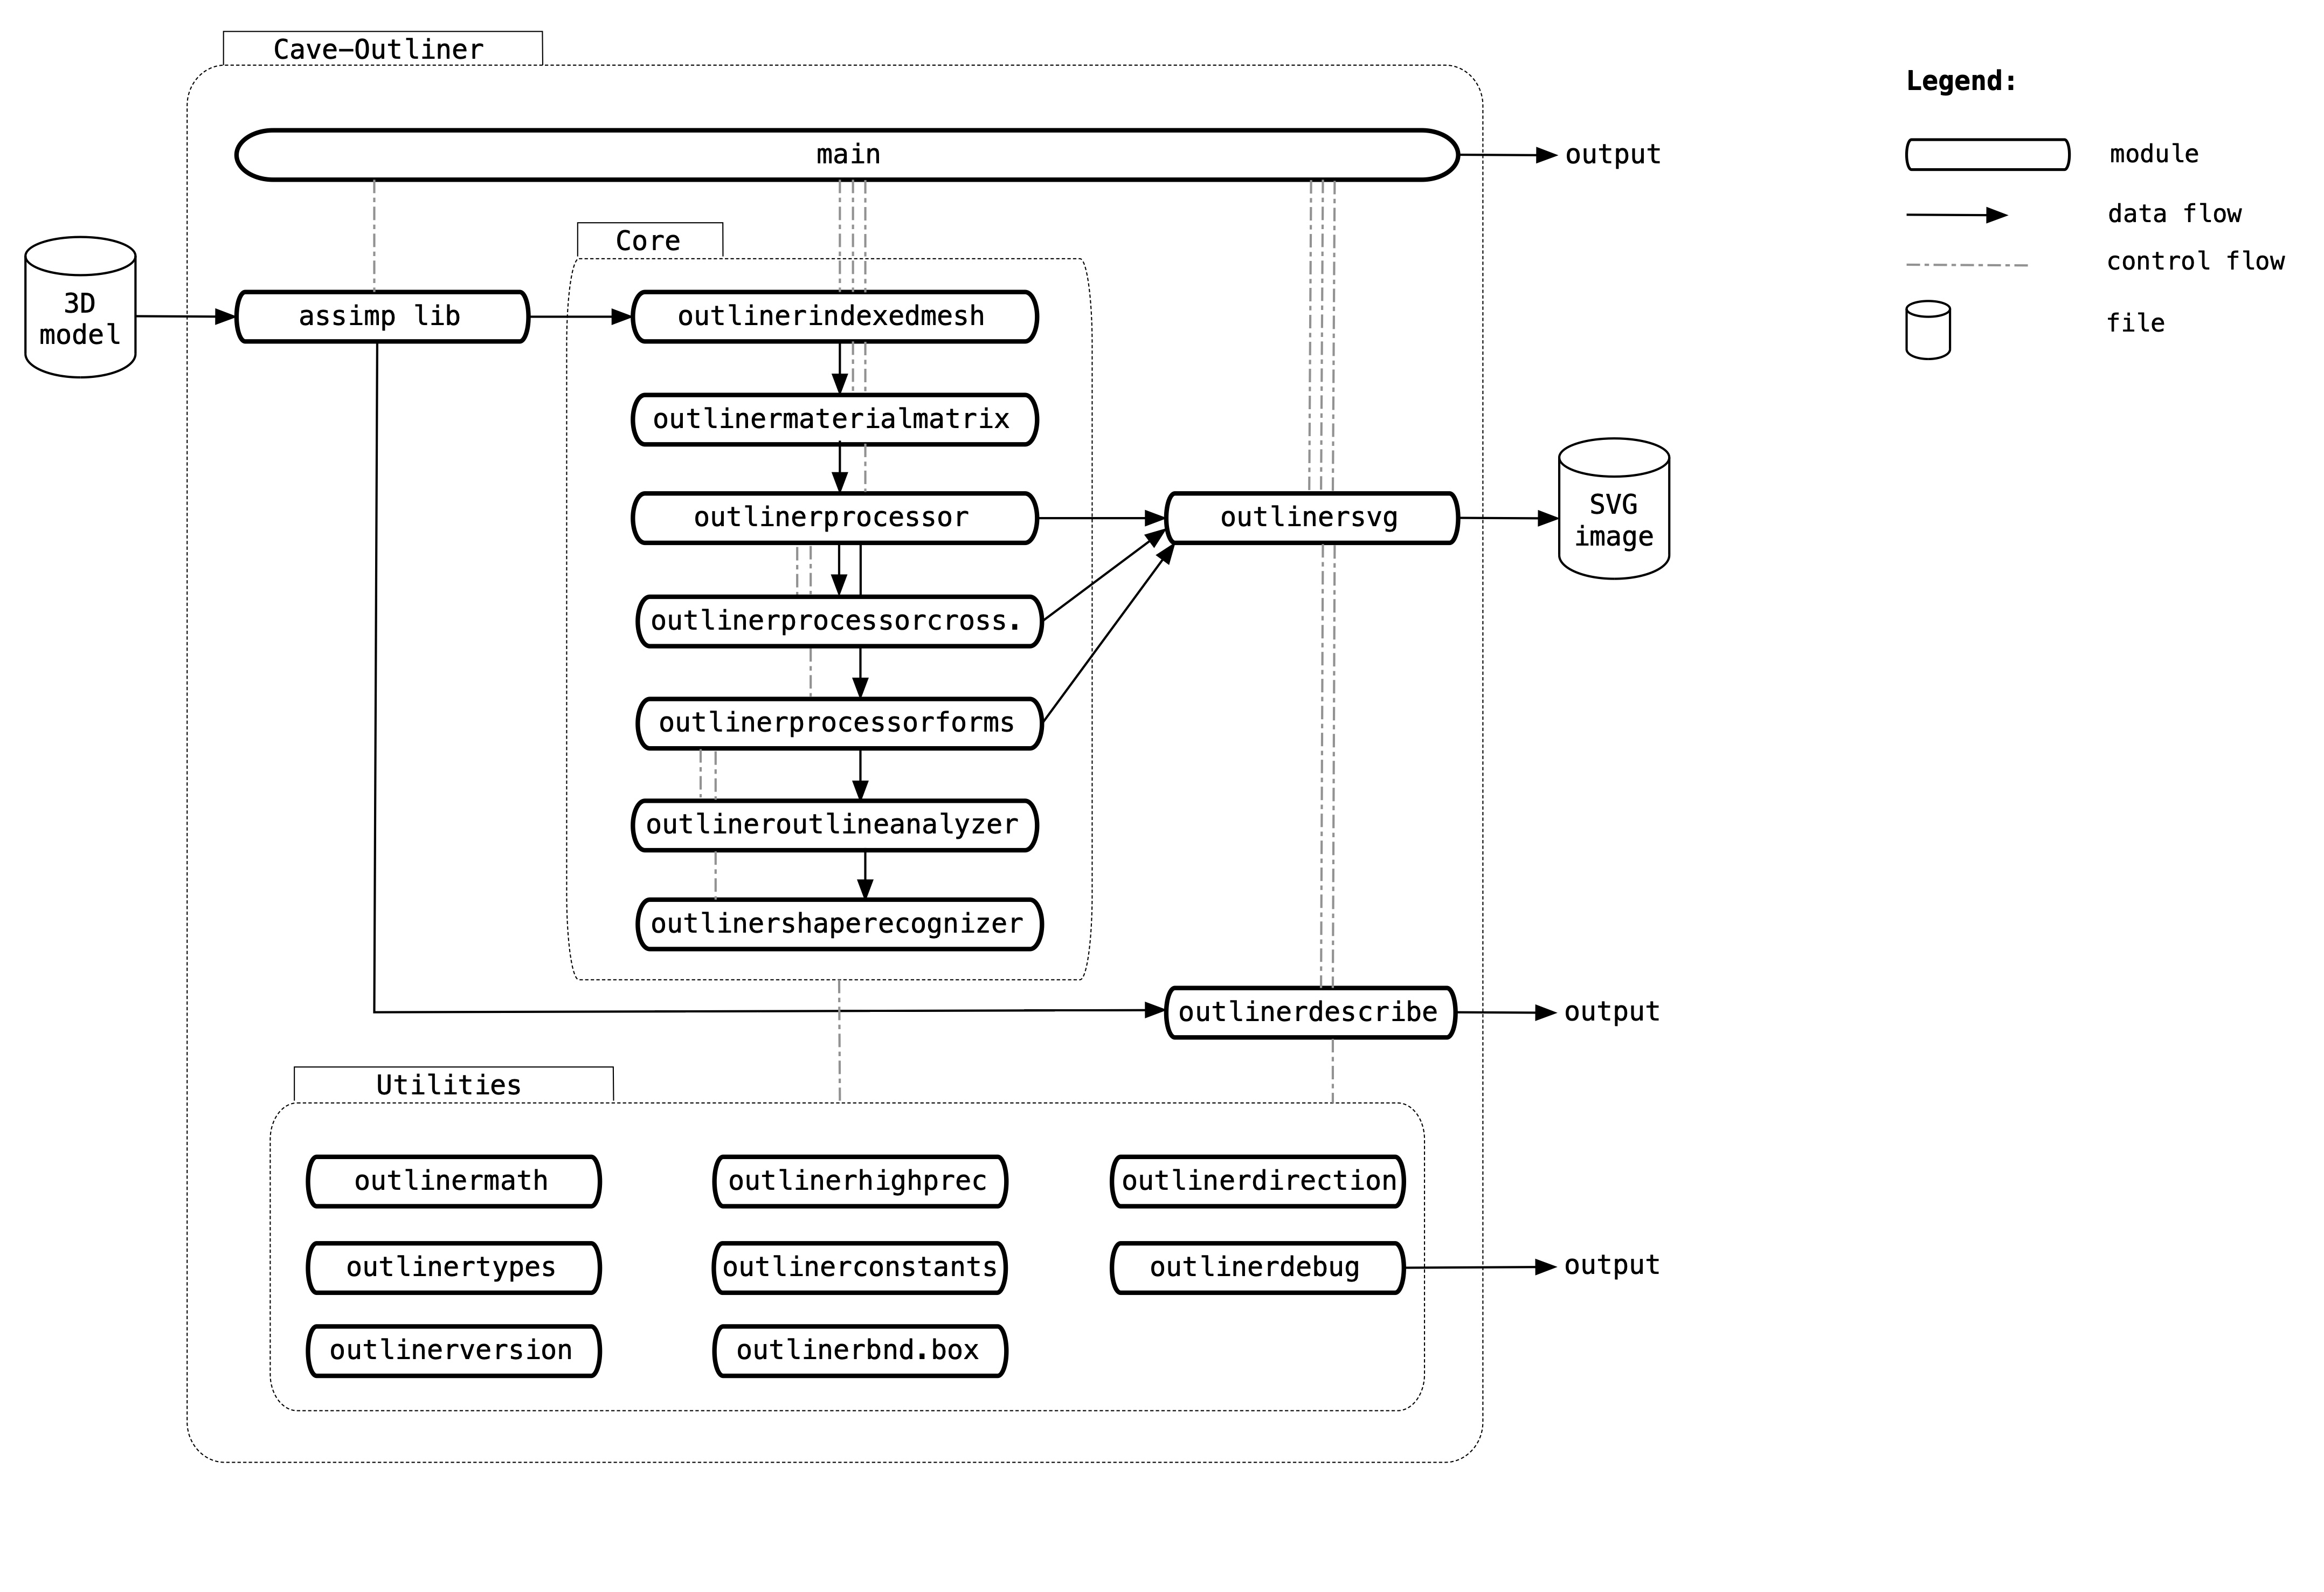 Cave-Outliner
Legend:
main
output
module
data flow
Core
control flow
3D
model
assimp lib
outlinerindexedmesh
file
outlinermaterialmatrix
outlinerprocessor
outlinersvg
SVG
image
outlinerprocessorcross.
outlinerprocessorforms
outlineroutlineanalyzer
outlinershaperecognizer
outlinerdescribe
output
Utilities
outlinermath
outlinerhighprec
outlinerdirection
outlinertypes
outlinerconstants
outlinerdebug
output
outlinerversion
outlinerbnd.box